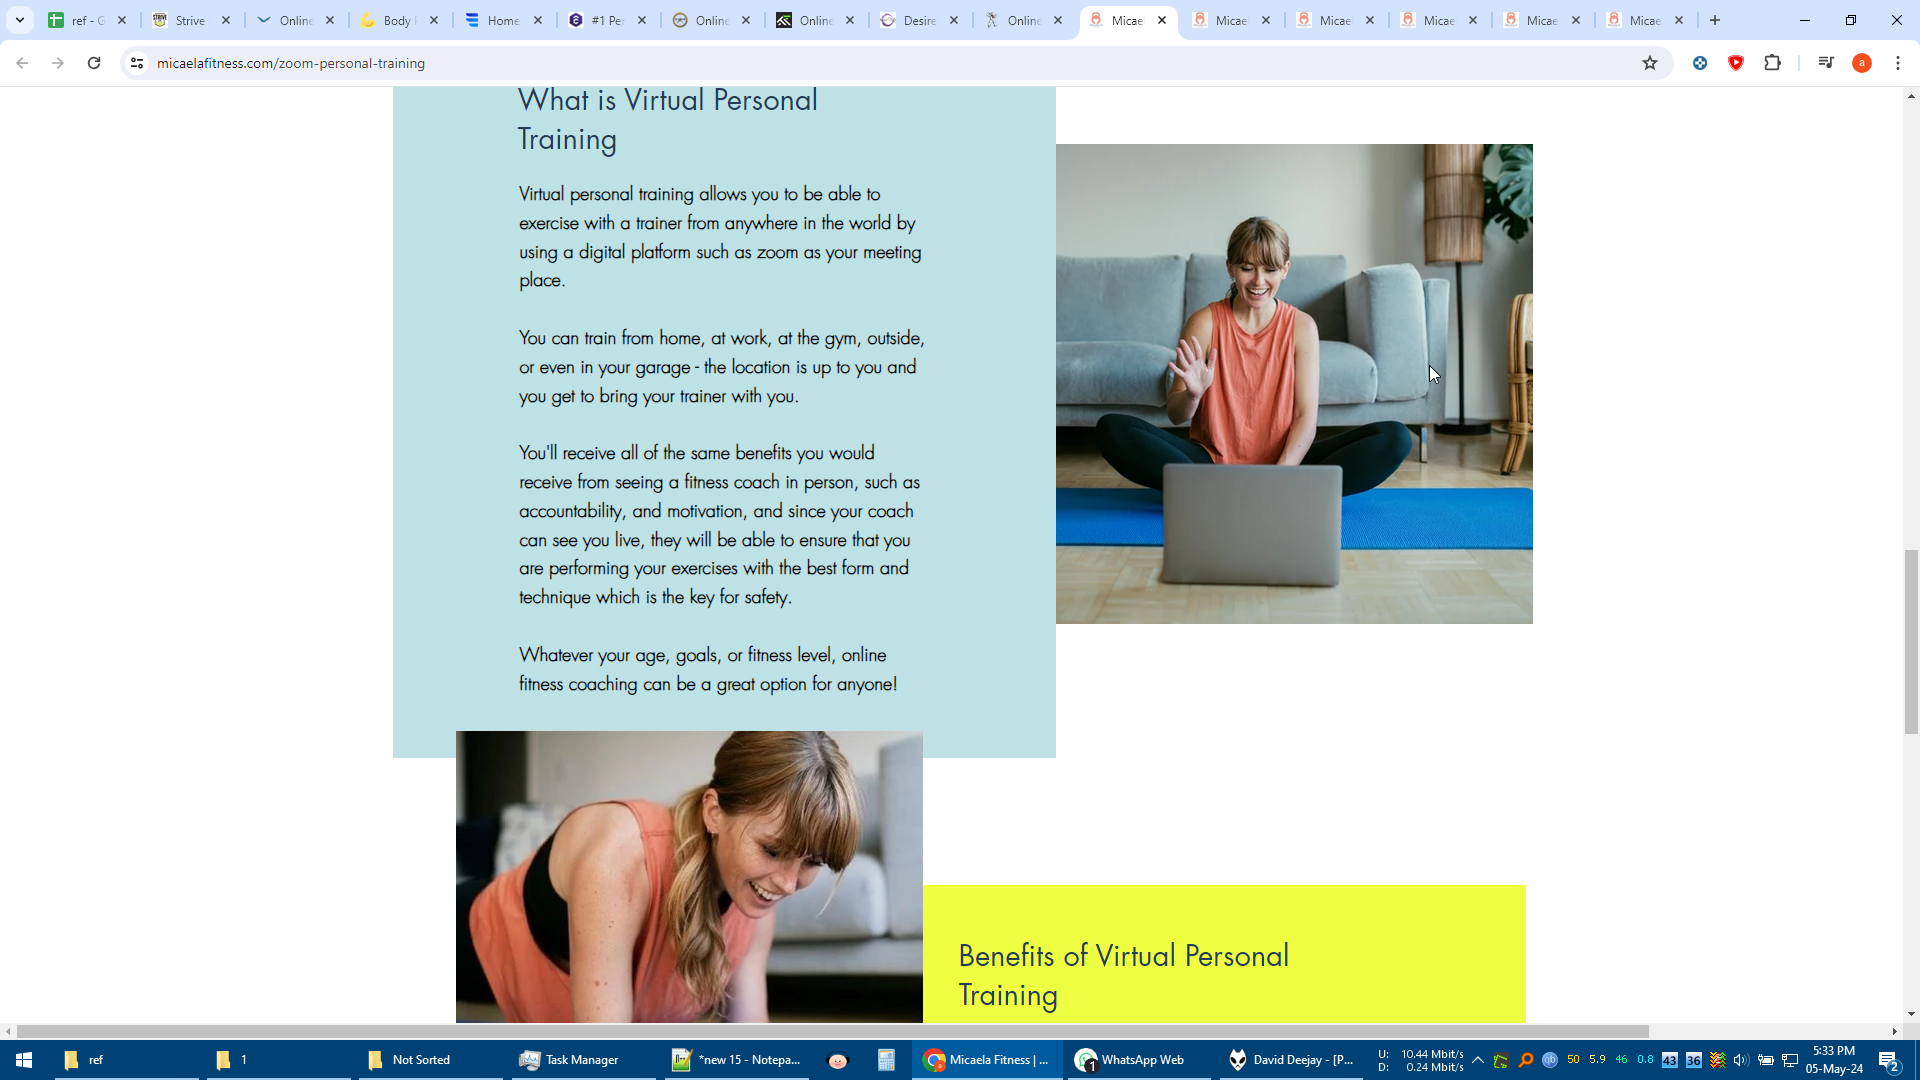 ref - G
Strive
Online
Body F
Home
#1 Per
Online
Online
Desire
Online
Micae
Micae
Micae
Micae
Micae
Micae
micaelafitness.com/zoom-personal-training
a
What is Virtual Personal
Training
Virtual personal training allows you to be able to
exercise with a trainer from anywhere in the world by
using a digital platform such as zoom as your meeting
place.
You can train from home, at work, at the gym, outside,
or even in your garage - the location is up to you and
you get to bring your trainer with you.
You'll receive all of the same benefits you would
receive from seeing a fitness coach in person, such as
accountability, and motivation, and since your coach
can see you live, they will be able to ensure that you
are performing your exercises with the best form and
technique which is the key for safety.
Whatever your age, goals, or fitness level, online
fitness coaching can be a great option for anyone!
Benefits of Virtual Personal
Training
ref
1
Not Sorted
Task Manager
*new 15 - Notepa...
Micaela Fitness | ...
1
WhatsApp Web
David Deejay - [P...
U: 10.44 Mbit/s
D: 0.24 Mbit/s
50 5.9 46 0.8 43 36
5:33 PM
05-May-24
2